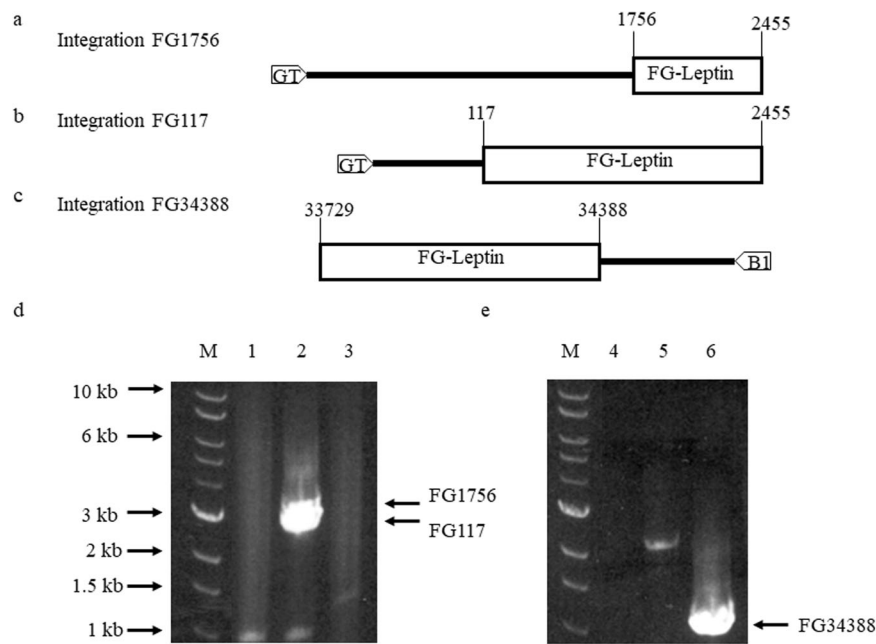 a
Integration FG1756
1756
2455
GT
FG-Leptin
b
Integration FG117
117
2455
GT
FG-Leptin
c
Integration FG34388
33729
34388
FG-Leptin
B1
d
e
M 1 2 3
M 4 5 6
10 kb
6 kb
3 kb
2 kb
1.5 kb
1 kb
FG1756
FG117
FG34388